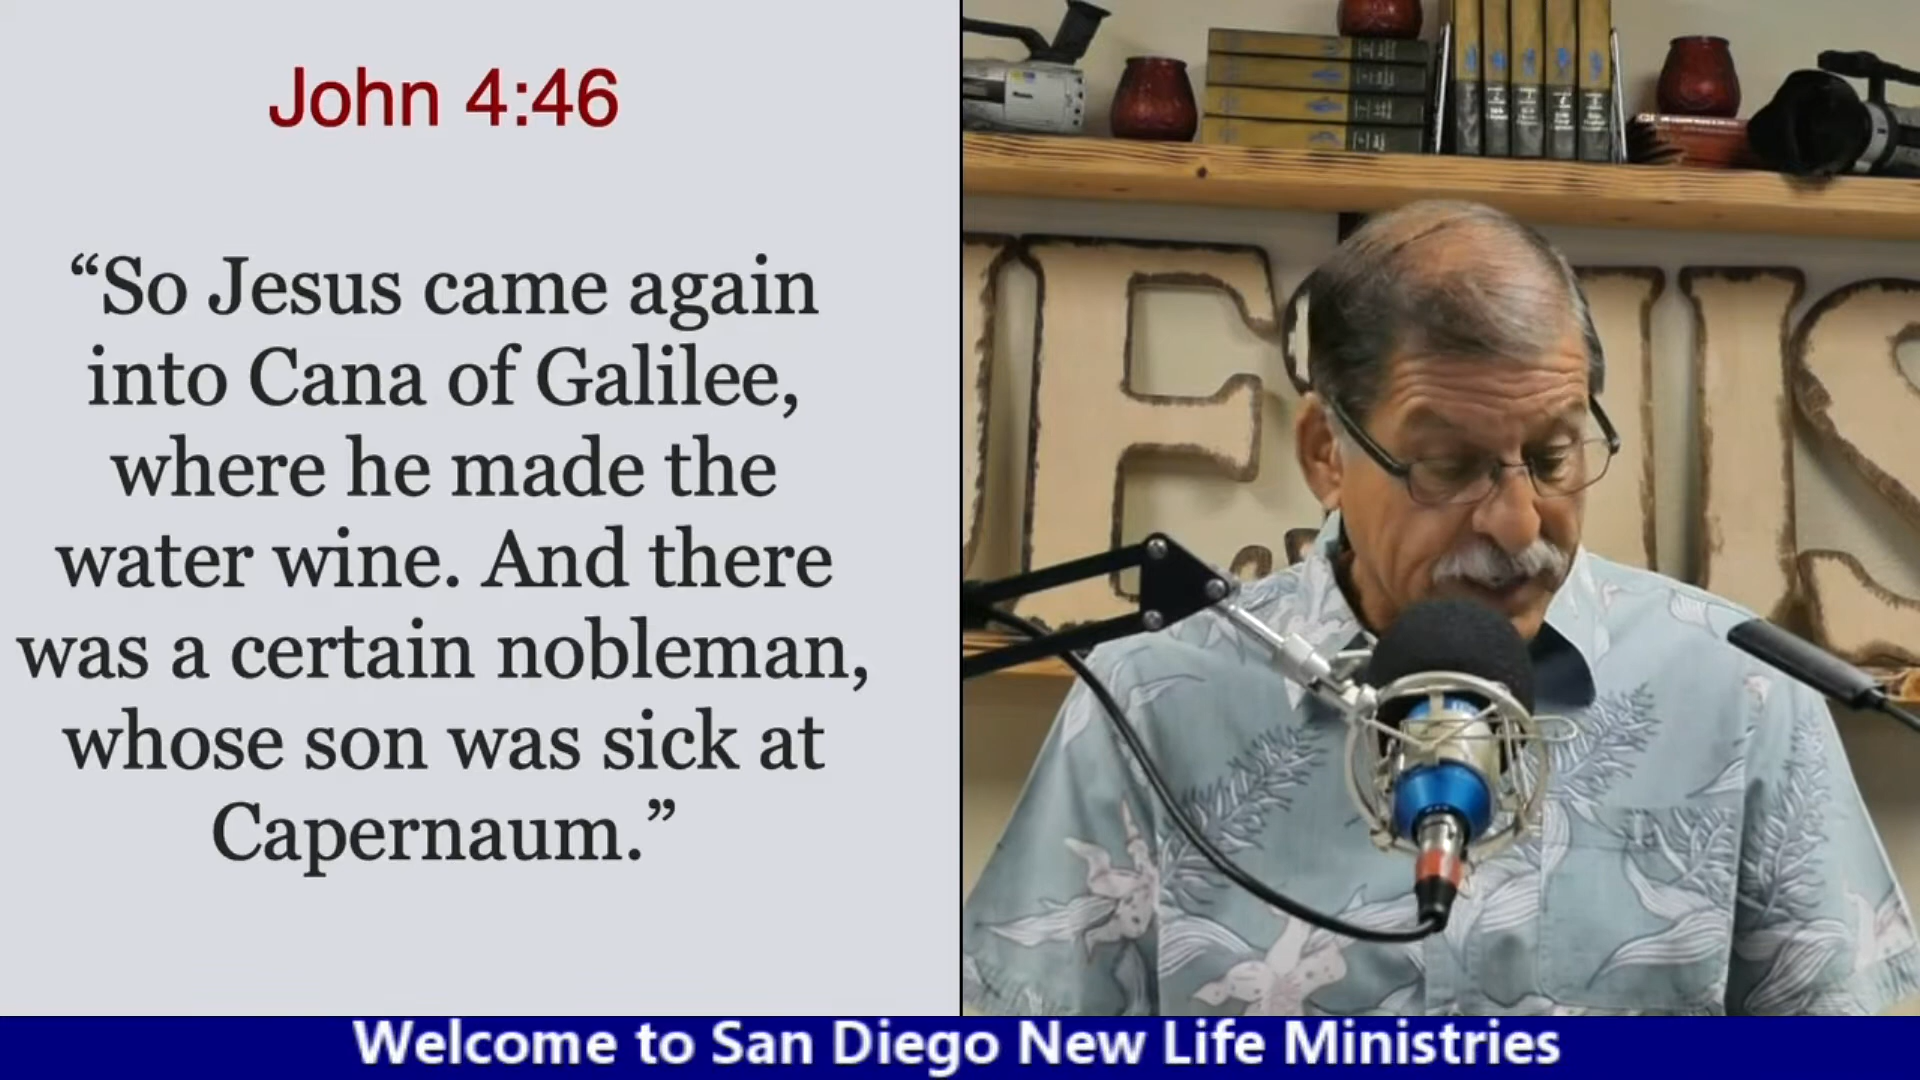 John 4:46
“So Jesus came again
into Cana of Galilee,
where he made the
water wine. And there
was a certain nobleman,
whose son was sick at
Capernaum.”
JESUS
Welcome to San Diego New Life Ministries